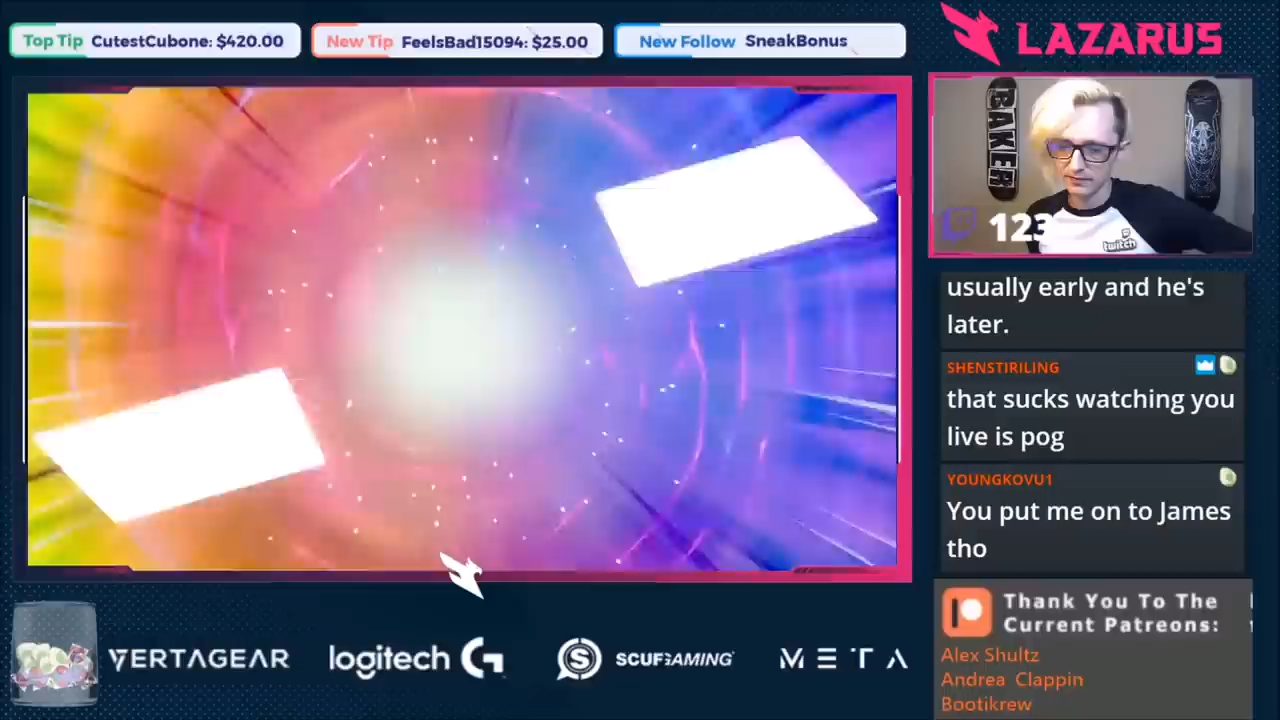 Top Tip CutestCubone: $420.00
New Tip FeelsBad15094: $25.00
New Follow SneakBonus
LAZARUS
BAKER
123
twitch
usually early and he's
later.
SHENSTIRILING
that sucks watching you
live is pog
YOUNGKOVU1
You put me on to James
tho
Thank You To The
Current Patreons:
Alex Shultz
Andrea Clappin
Bootikrew
VERTAGEAR
logitech G
S SCUF GAMING
META